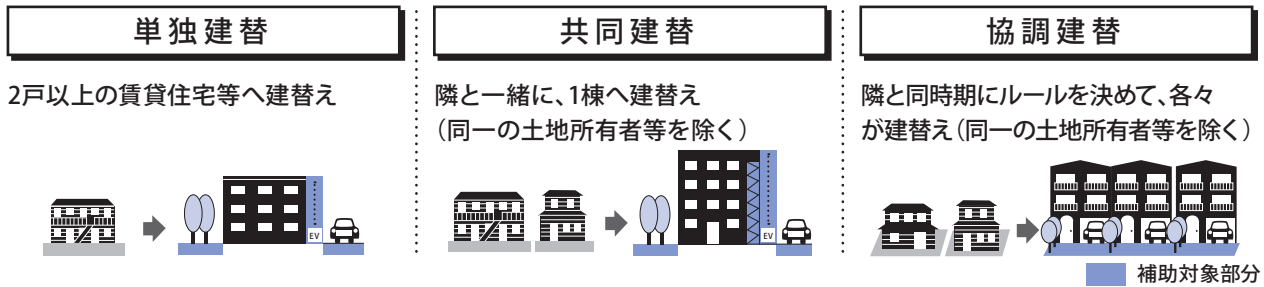 単独建替
2戸以上の賃貸住宅等へ建替え
EV
共同建替
隣と一緒に、1棟へ建替え
（同一の土地所有者等を除く）
EV
協調建替
隣と同時期にルールを決めて、各々
が建替え（同一の土地所有者等を除く）
補助対象部分